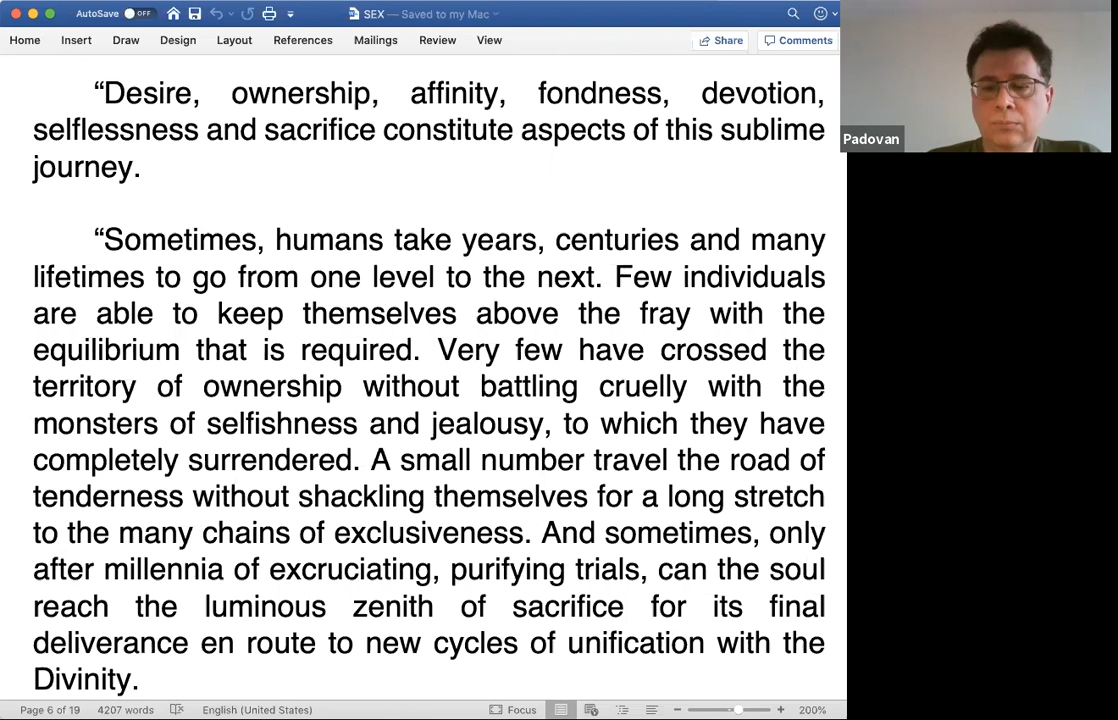 AutoSave OFF SEX — Saved to my Mac
Home Insert Draw Design Layout References Mailings Review View Share Comments
“Desire, ownership, affinity, fondness, devotion,
selflessness and sacrifice constitute aspects of this sublime
journey.
“Sometimes, humans take years, centuries and many
lifetimes to go from one level to the next. Few individuals
are able to keep themselves above the fray with the
equilibrium that is required. Very few have crossed the
territory of ownership without battling cruelly with the
monsters of selfishness and jealousy, to which they have
completely surrendered. A small number travel the road of
tenderness without shackling themselves for a long stretch
to the many chains of exclusiveness. And sometimes, only
after millennia of excruciating, purifying trials, can the soul
reach the luminous zenith of sacrifice for its final
deliverance en route to new cycles of unification with the
Divinity.
Page 6 of 19 4207 words English (United States) Focus 200%
Padovan